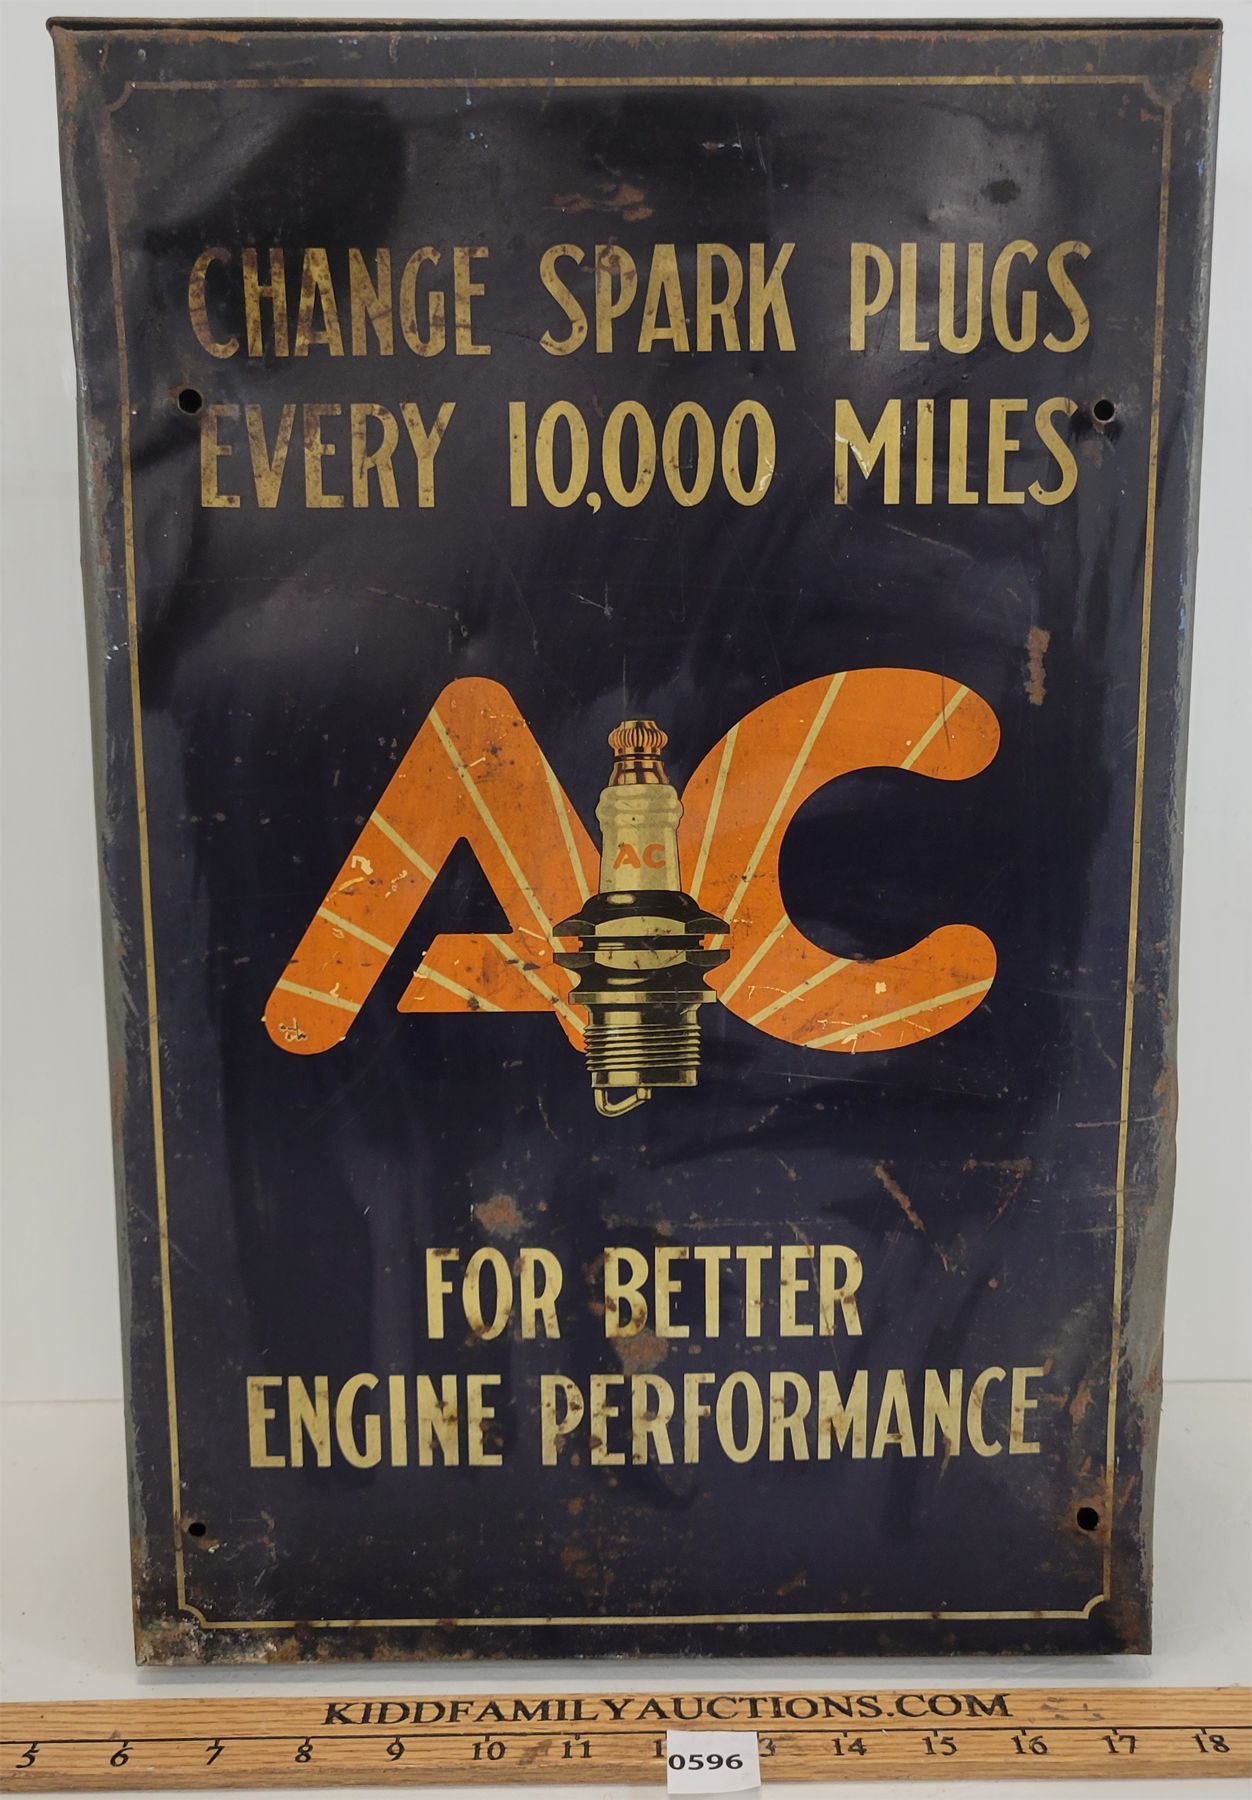 CHANGE SPARK PLUGS
EVERY 10,000 MILES
AC
AC
FOR BETTER
ENGINE PERFORMANCE
KIDDFAMILYAUCTIONS.COM
5 6 7 8 9 10 11 0596 14 15 16 17 18